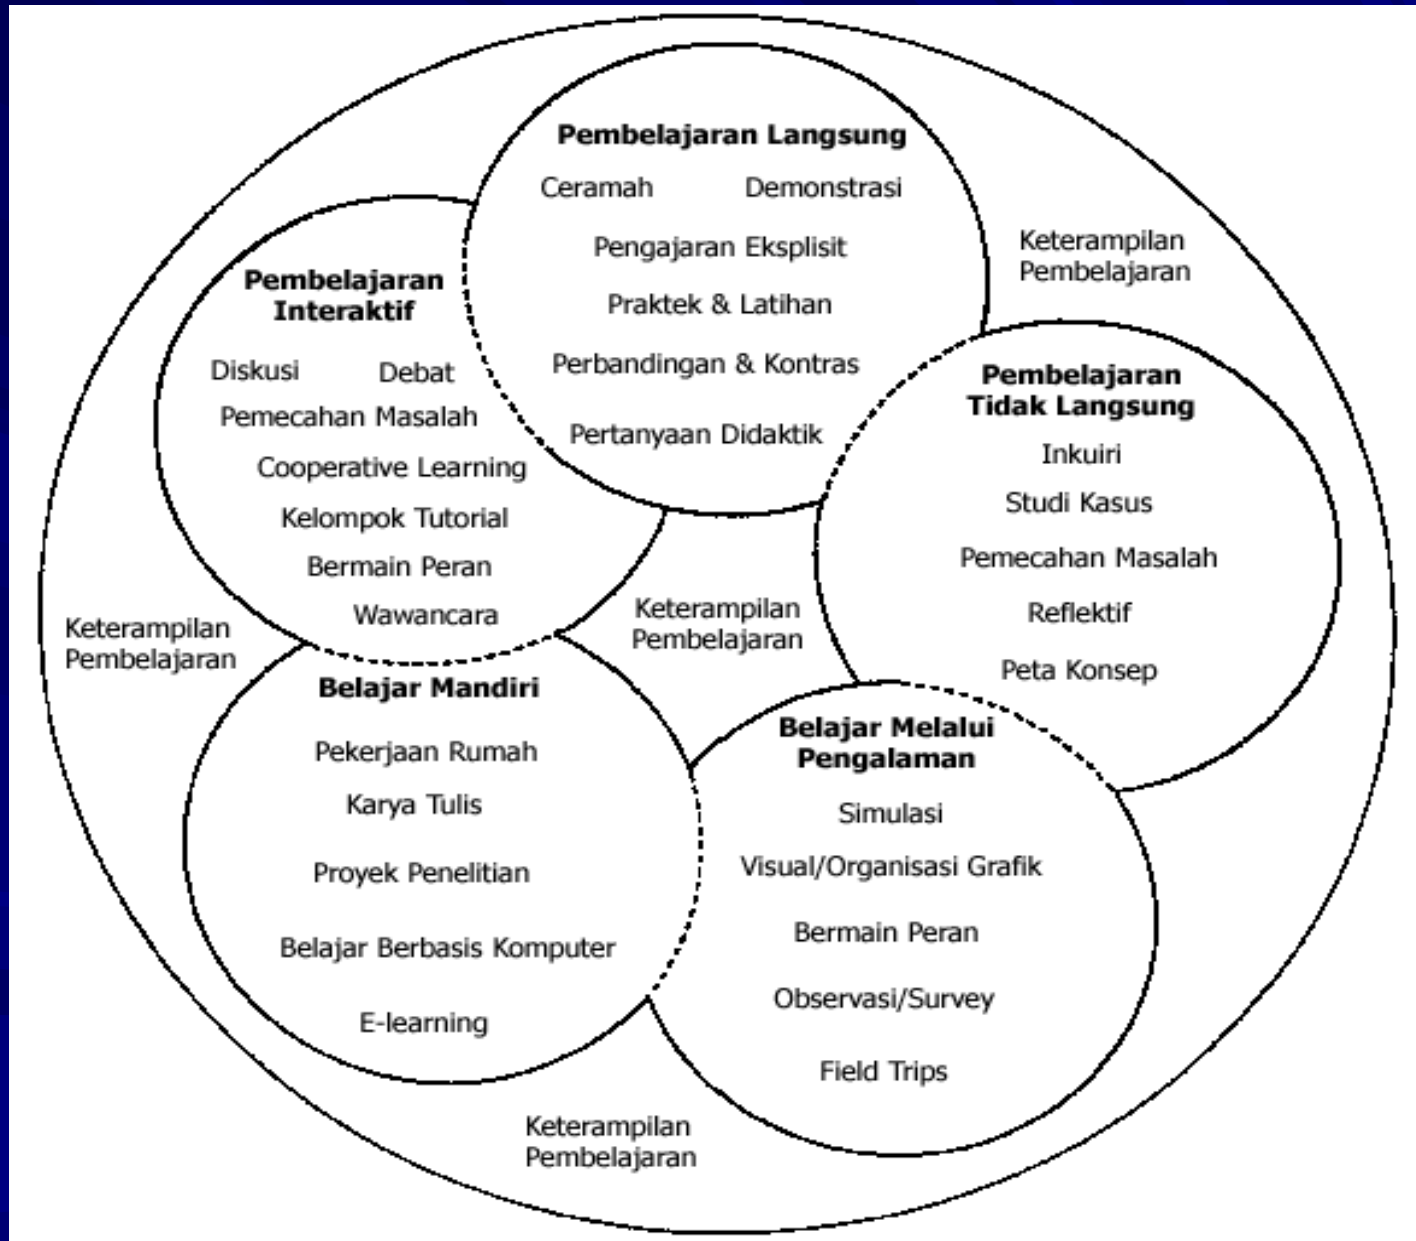 Pembelajaran Langsung
Ceramah Demonstrasi
Pengajaran Eksplisit
Praktek & Latihan
Perbandingan & Kontras
Pertanyaan Didaktik
Keterampilan
Pembelajaran
Pembelajaran
Interaktif
Diskusi Debat
Pemecahan Masalah
Cooperative Learning
Kelompok Tutorial
Bermain Peran
Wawancara
Pembelajaran
Tidak Langsung
Inkuiri
Studi Kasus
Pemecahan Masalah
Reflektif
Peta Konsep
Keterampilan
Pembelajaran
Keterampilan
Pembelajaran
Belajar Mandiri
Pekerjaan Rumah
Karya Tulis
Proyek Penelitian
Belajar Berbasis Komputer
E-learning
Belajar Melalui
Pengalaman
Simulasi
Visual/Organisasi Grafik
Bermain Peran
Observasi/Survey
Field Trips
Keterampilan
Pembelajaran